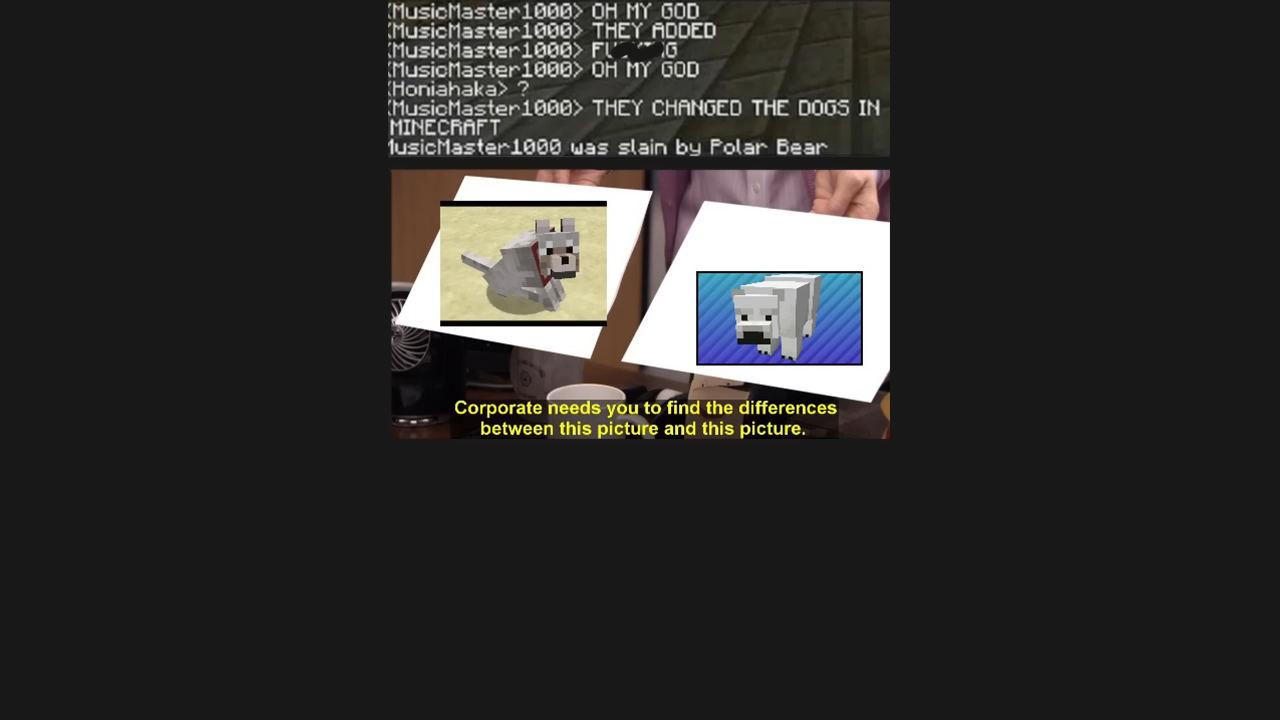 <MusicMaster1000> OH MY GOD
<MusicMaster1000> THEY ADDED
<MusicMaster1000>
<MusicMaster1000> OH MY GOD
<Honiahaka> ?
<MusicMaster1000> THEY CHANGED THE DOGS IN
MINECRAFT
MusicMaster1000 was slain by Polar Bear
Corporate needs you to find the differences
between this picture and this picture.